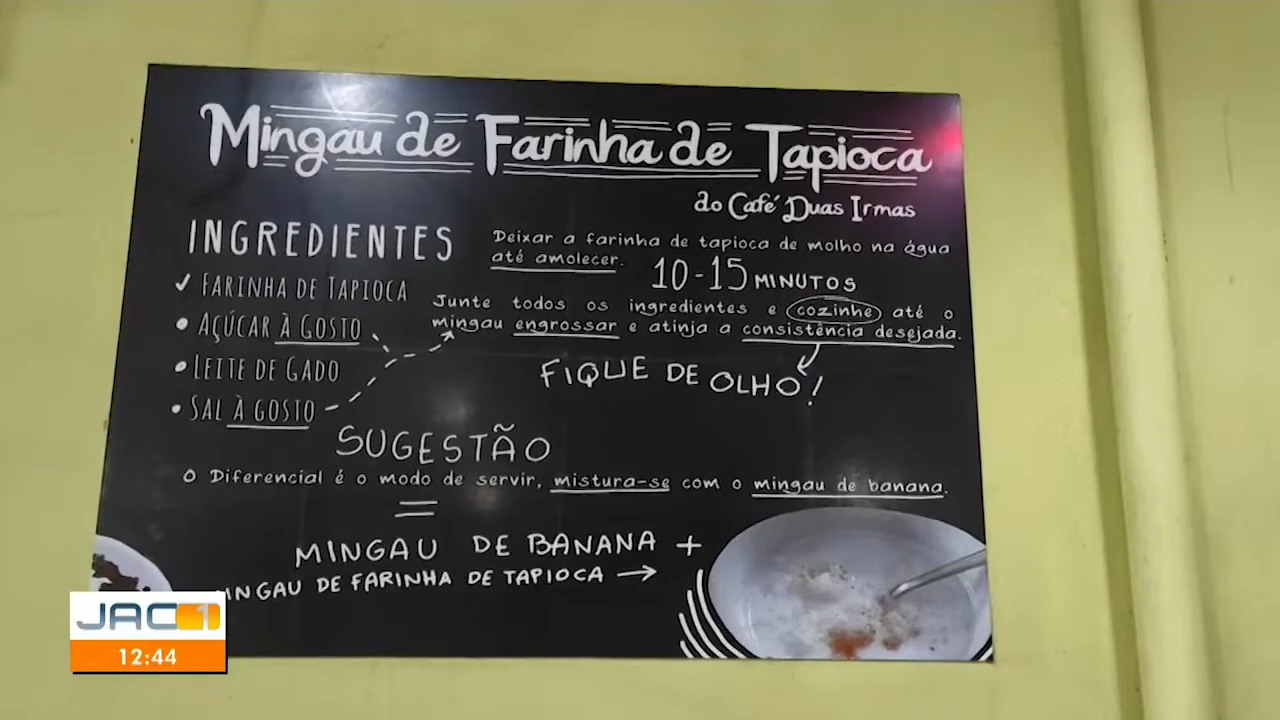 Mingau de Farinha de Tapioca
do Café Duas Irmas
INGREDIENTES
FARINHA DE TAPIOCA
AÇÚCAR À GOSTO
LEITE DE GADO
SAL À GOSTO
Deixar a farinha de tapioca de molho na água
até amolecer.
10-15 MINUTOS
Junte todos os ingredientes e cozinhe até o
mingau engrossar e atinja a consistência desejada.
FIQUE DE OLHO!
SUGESTÃO
O Diferencial é o modo de servir, mistura-se com o mingau de banana.
=
MINGAU DE BANANA +
INGAU DE FARINHA DE TAPIOCA →
JAC1
12:44